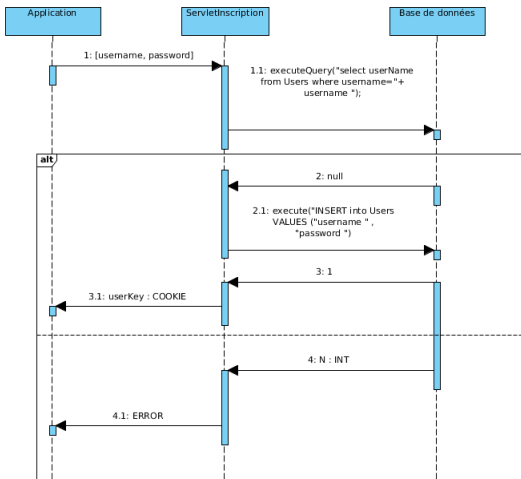 Application
ServletInscription
Base de données
1: [username, password]
1.1: executeQuery("select userName
from Users where username="+
username ");
alt
2: null
2.1: execute("INSERT into Users
VALUES ("username " ,
"password ")
3: 1
3.1: userKey : COOKIE
4: N : INT
4.1: ERROR